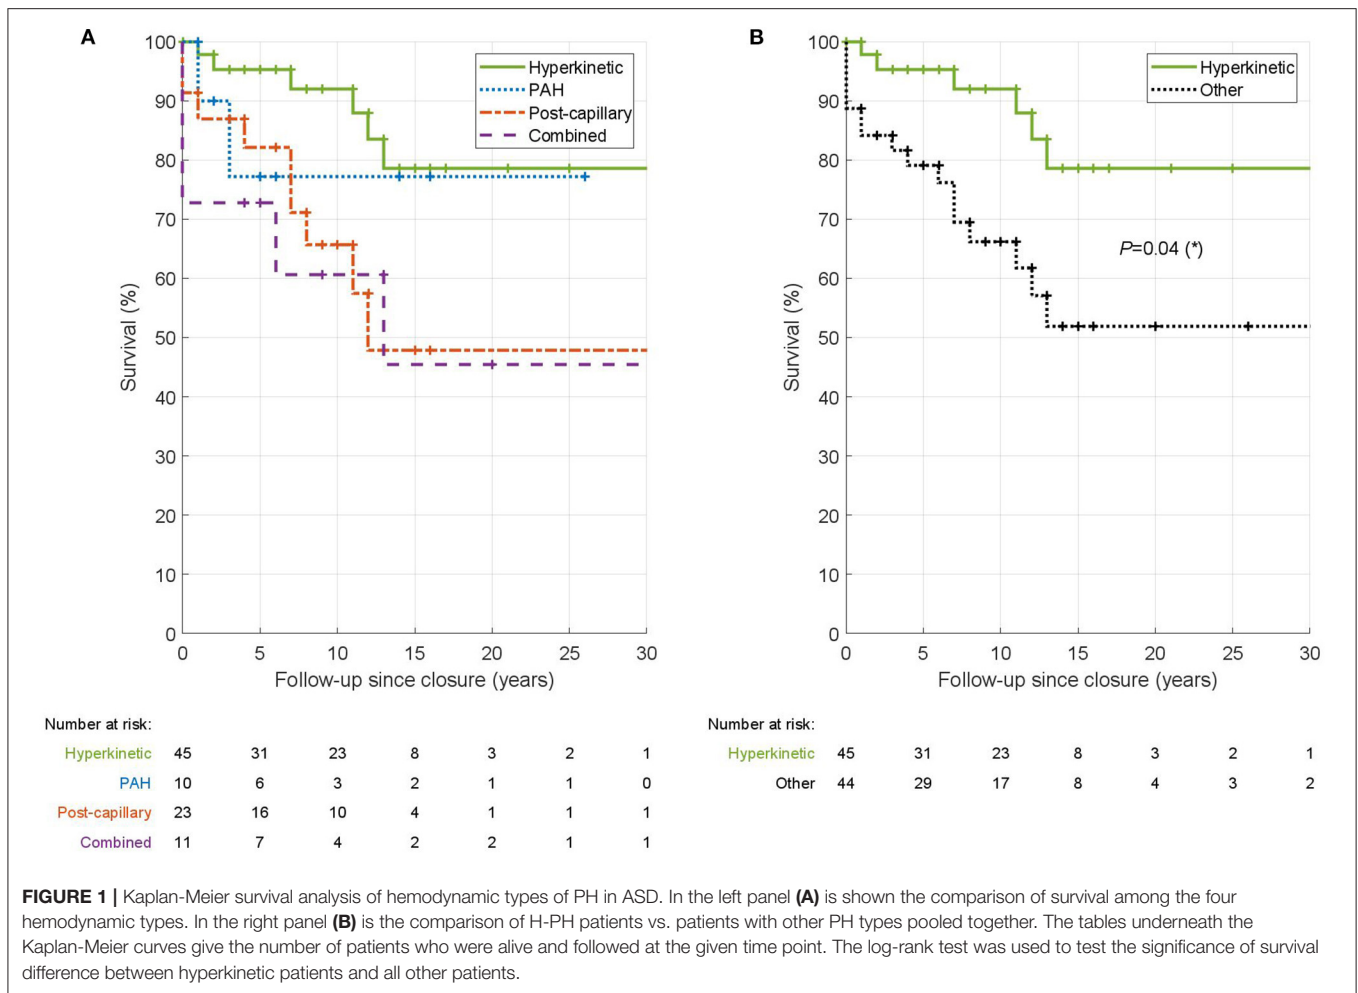 A
100
90
80
70
60
50
40
30
20
10
0
Survival (%)
0 5 10 15 20 25 30
Follow-up since closure (years)
Hyperkinetic
PAH
Post-capillary
Combined
Number at risk:
Hyperkinetic 45 31 23 8 3 2 1
PAH 10 6 3 2 1 1 0
Post-capillary 23 16 10 4 1 1 1
Combined 11 7 4 2 2 1 1
B
100
90
80
70
60
50
40
30
20
10
0
Survival (%)
0 5 10 15 20 25 30
Follow-up since closure (years)
Hyperkinetic
Other
P=0.04 (*)
Number at risk:
Hyperkinetic 45 31 23 8 3 2 1
Other 44 29 17 8 4 3 2
FIGURE 1 | Kaplan-Meier survival analysis of hemodynamic types of PH in ASD. In the left panel (A) is shown the comparison of survival among the four
hemodynamic types. In the right panel (B) is the comparison of H-PH patients vs. patients with other PH types pooled together. The tables underneath the
Kaplan-Meier curves give the number of patients who were alive and followed at the given time point. The log-rank test was used to test the significance of survival
difference between hyperkinetic patients and all other patients.